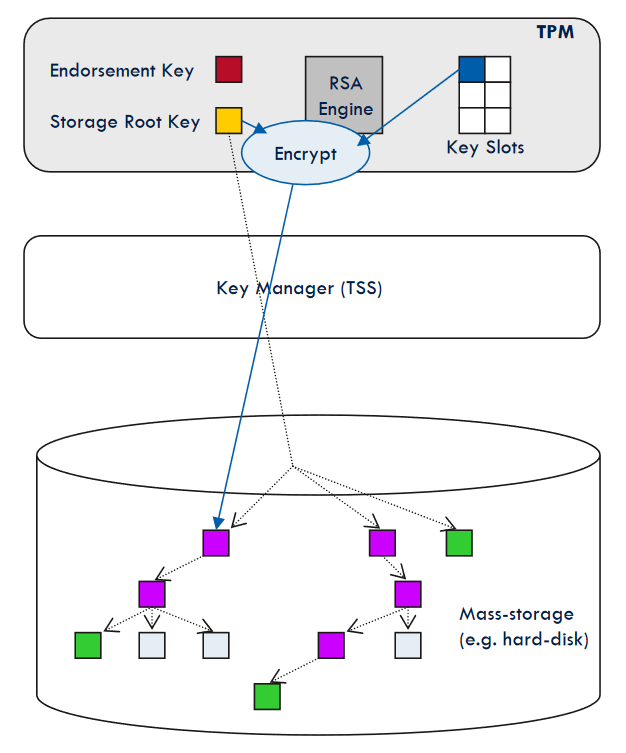 TPM
Endorsement Key
RSA
Engine
Storage Root Key
Encrypt
Key Slots
Key Manager (TSS)
Mass-storage
(e.g. hard-disk)